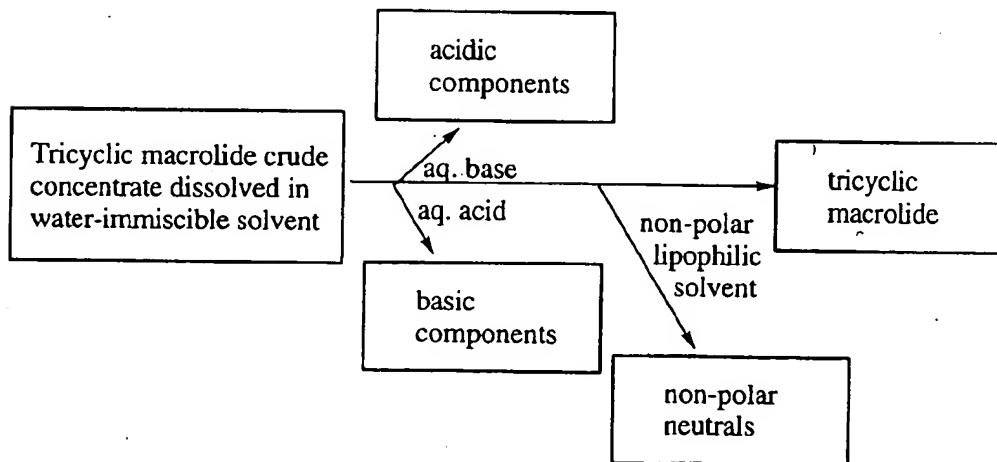 acidic
components
Tricyclic macrolide crude
concentrate dissolved in
water-immiscible solvent
aq. base
aq. acid
non-polar
lipophilic
solvent
tricyclic
macrolide
basic
components
non-polar
neutrals